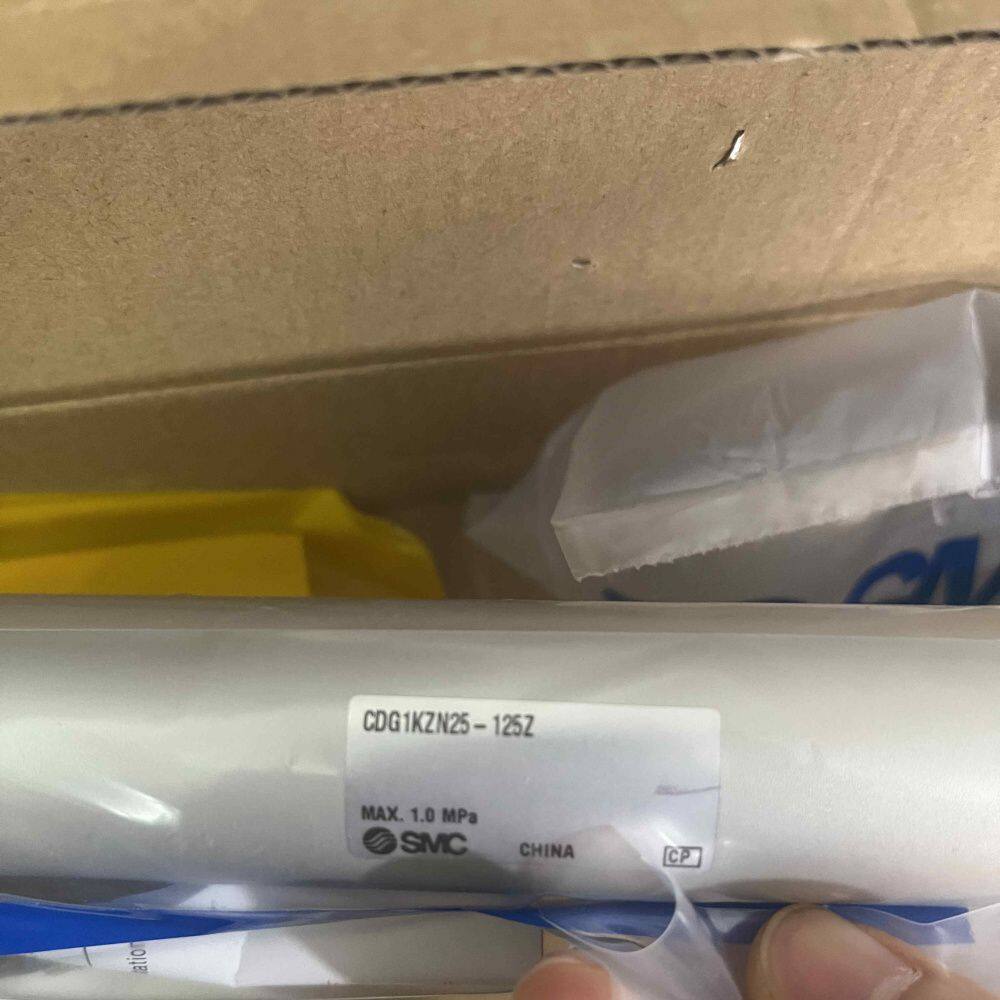 CDG1KZN25-125Z
MAX. 1.0 MPa
SMC CHINA CP